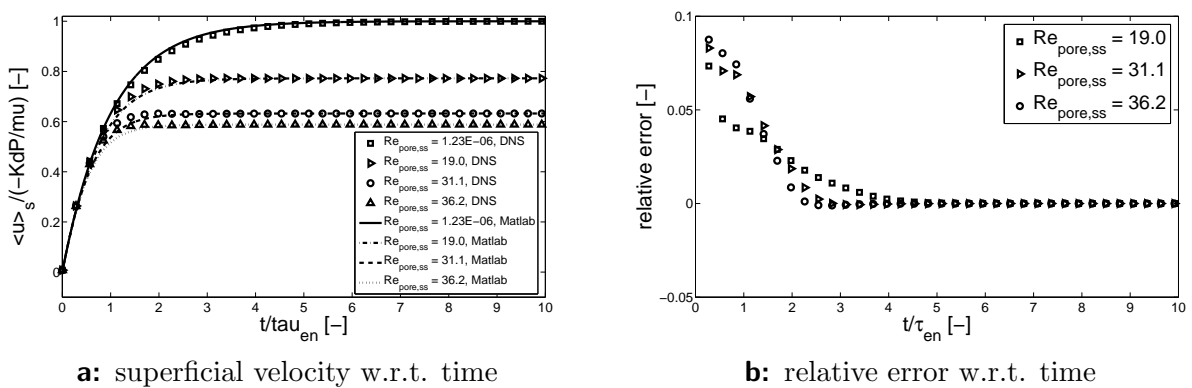 1
0.8
0.6
0.4
0.2
0
<u>s/(-KdP/mu) [-]
0 1 2 3 4 5 6 7 8 9 10
t/tau_en [-]
Re_pore,ss = 1.23E-06, DNS
Re_pore,ss = 19.0, DNS
Re_pore,ss = 31.1, DNS
Re_pore,ss = 36.2, DNS
Re_pore,ss = 1.23E-06, Matlab
Re_pore,ss = 19.0, Matlab
Re_pore,ss = 31.1, Matlab
Re_pore,ss = 36.2, Matlab
a: superficial velocity w.r.t. time
0.1
0.05
0
-0.05
relative error [-]
0 1 2 3 4 5 6 7 8 9 10
t/τ_en [-]
Re_pore,ss = 19.0
Re_pore,ss = 31.1
Re_pore,ss = 36.2
b: relative error w.r.t. time